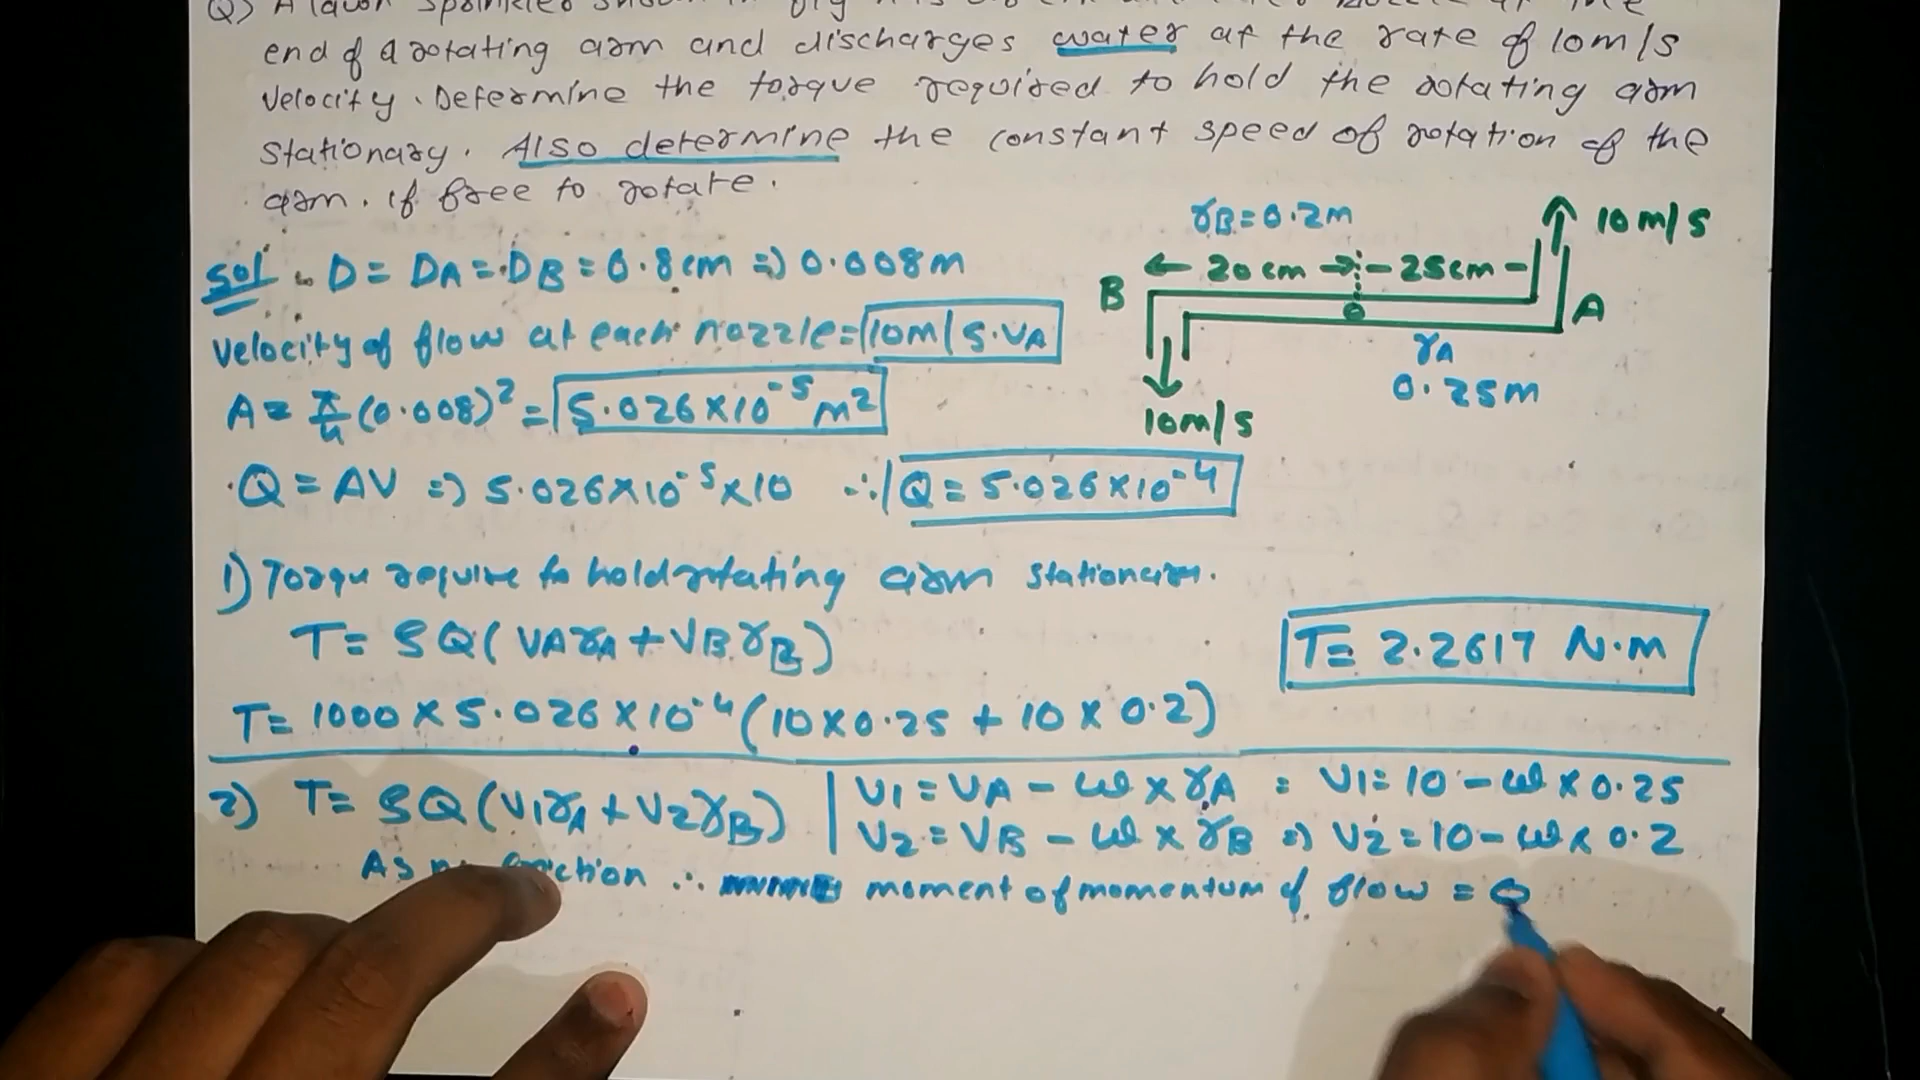 end of a rotating arm and discharges water at the rate of 10m/s
velocity. Determine the torque required to hold the rotating arm
stationary. Also determine the constant speed of rotation of the
arm. if free to rotate.
rB=0.2m
10m/s
20cm 25cm
B
A
rA
0.25m
10m/s
Sol D = DA = DB = 0.8cm => 0.008m
Velocity of flow at each nozzle = 10m/s. VA
A = π/4 (0.008)² = 5.026×10⁻⁵ m²
Q = AV => 5.026×10⁻⁵×10 ∴ Q = 5.026×10⁻⁴
1) Torque require to hold rotating arm stationary.
T = ρQ(VArA + VBrB)
T = 2.2617 N.m
T = 1000 × 5.026 × 10⁻⁴ (10×0.25 + 10 × 0.2)
2) T = ρQ(V1rA + V2rB) | V1 = VA - ω × rA = V1 = 10 - ω × 0.25
V2 = VB - ω × rB => V2 = 10 - ω × 0.2
As ∴ moment of momentum of flow = 0